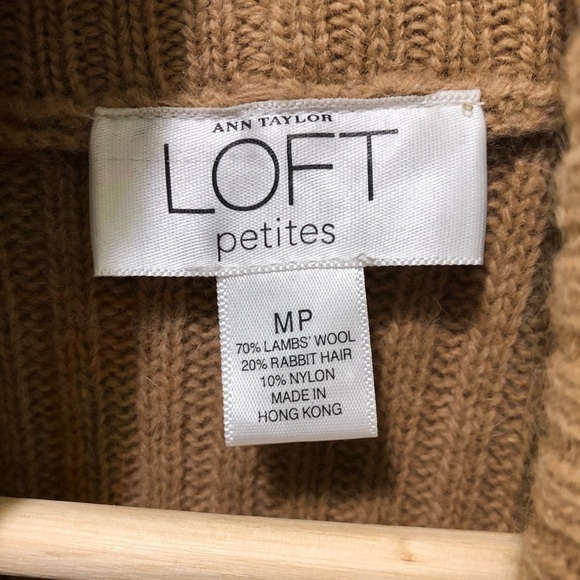 ANN TAYLOR
LOFT
petites
MP
70% LAMBS' WOOL
20% RABBIT HAIR
10% NYLON
MADE IN
HONG KONG